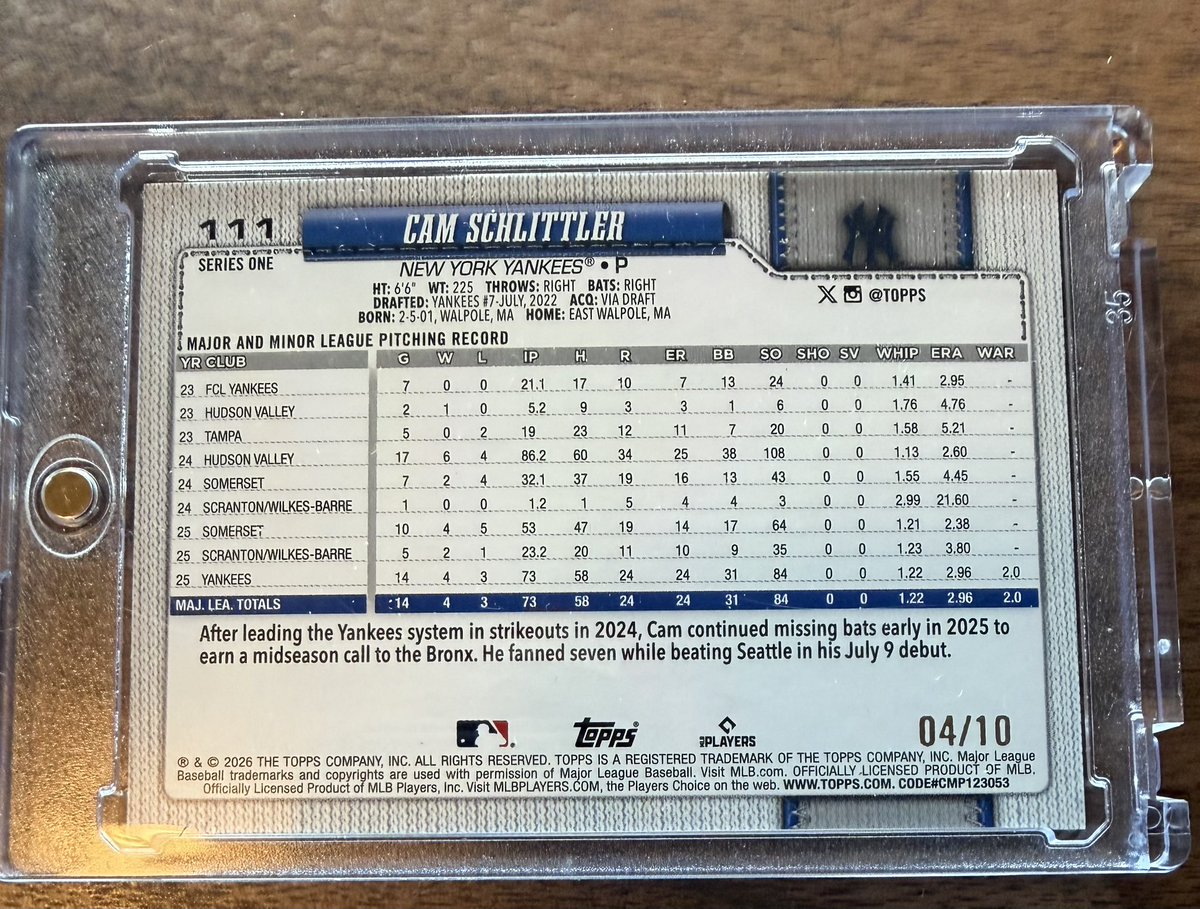 111
CAM SCHLITTLER
SERIES ONE
NEW YORK YANKEES® • P
HT: 6'6" WT: 225 THROWS: RIGHT BATS: RIGHT
DRAFTED: YANKEES #7-JULY, 2022 ACQ: VIA DRAFT
BORN: 2-5-01, WALPOLE, MA HOME: EAST WALPOLE, MA
@TOPPS
MAJOR AND MINOR LEAGUE PITCHING RECORD
YR CLUB G W L IP H R ER BB SO SHO SV WHIP ERA WAR
23 FCL YANKEES 7 0 0 21.1 17 10 7 13 24 0 0 1.41 2.95 -
23 HUDSON VALLEY 2 1 0 5.2 9 3 3 1 6 0 0 1.76 4.76 -
23 TAMPA 5 0 2 19 23 12 11 7 20 0 0 1.58 5.21 -
24 HUDSON VALLEY 17 6 4 86.2 60 34 25 38 108 0 0 1.13 2.60 -
24 SOMERSET 7 2 4 32.1 37 19 16 13 43 0 0 1.55 4.45 -
24 SCRANTON/WILKES-BARRE 1 0 0 1.2 1 5 4 4 3 0 0 2.99 21.60 -
25 SOMERSET 10 4 5 53 47 19 14 17 64 0 0 1.21 2.38 -
25 SCRANTON/WILKES-BARRE 5 2 1 23.2 20 11 10 9 35 0 0 1.23 3.80 -
25 YANKEES 14 4 3 73 58 24 24 31 84 0 0 1.22 2.96 2.0
MAJ. LEA. TOTALS 14 4 3 73 58 24 24 31 84 0 0 1.22 2.96 2.0
After leading the Yankees system in strikeouts in 2024, Cam continued missing bats early in 2025 to
earn a midseason call to the Bronx. He fanned seven while beating Seattle in his July 9 debut.
Topps®
MLB PLAYERS
04/10
® & © 2026 THE TOPPS COMPANY, INC. ALL RIGHTS RESERVED. TOPPS IS A REGISTERED TRADEMARK OF THE TOPPS COMPANY, INC. Major League
Baseball trademarks and copyrights are used with permission of Major League Baseball. Visit MLB.com. OFFICIALLY LICENSED PRODUCT OF MLB.
Officially Licensed Product of MLB Players, Inc. Visit MLBPLAYERS.COM, the Players Choice on the web. WWW.TOPPS.COM. CODE#CMP123053
35